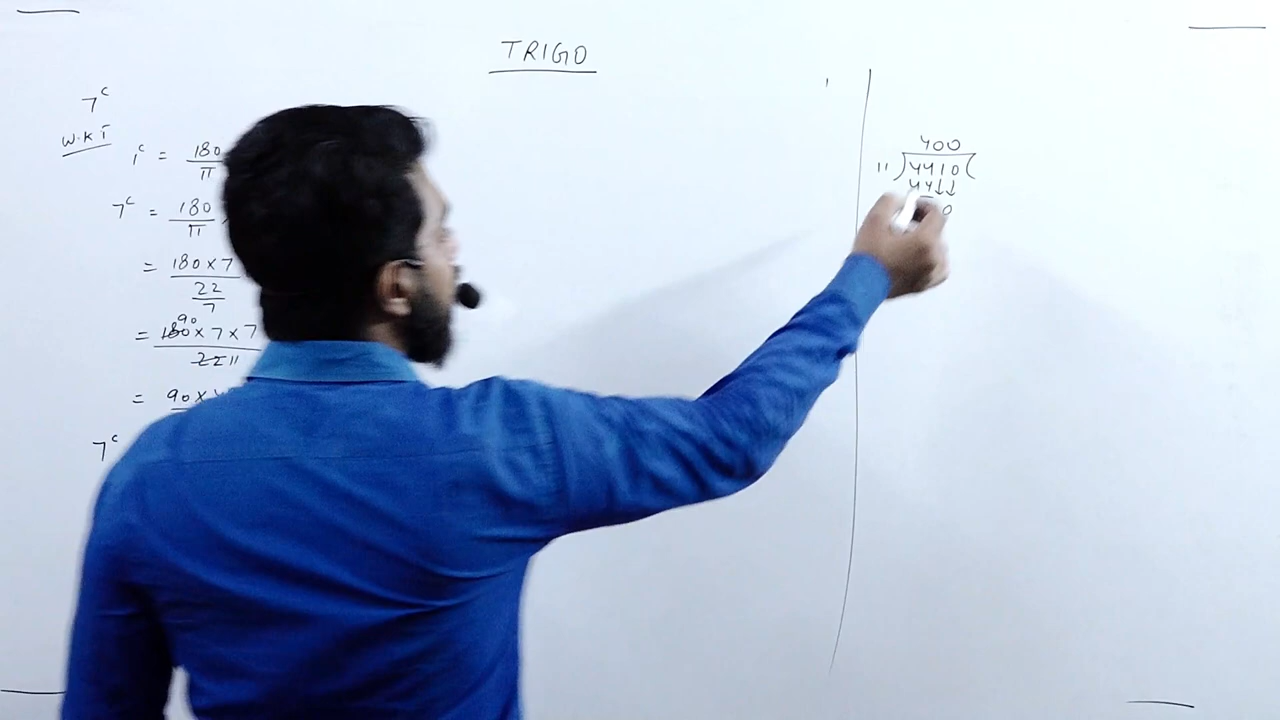 TRIGO
7ᶜ
W.K.T
1ᶜ = 180/π
7ᶜ = 180/π
= 180 × 7 / 22/7
90
= 180 × 7 × 7 / 22 11
= 90 ×
7ᶜ
400
11 ) 4410 (
44↓↓
0